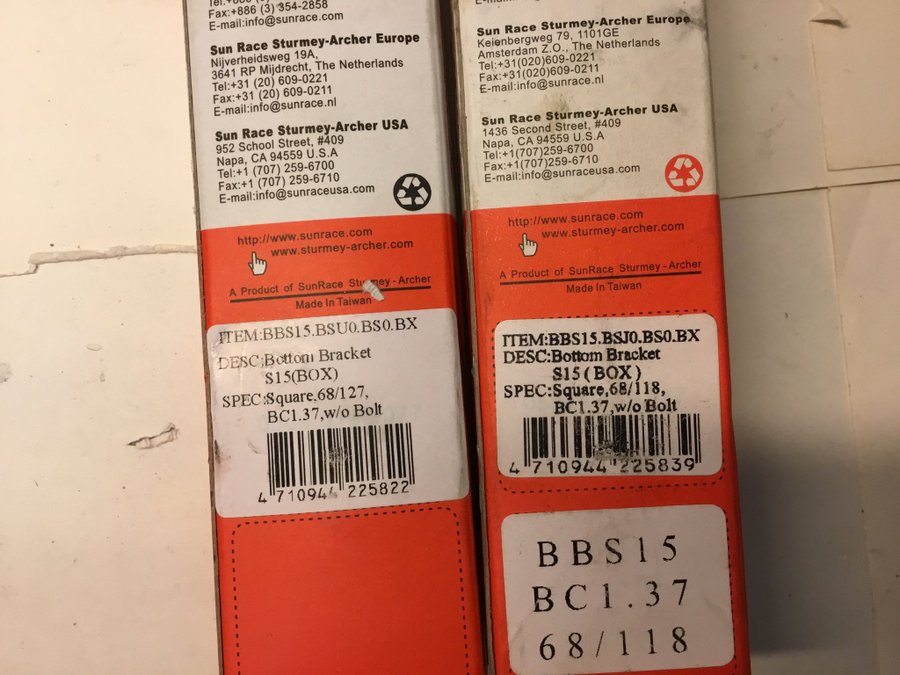 Fax:+886 (3) 354-2858
E-mail:info@sunrace.com
Sun Race Sturmey-Archer Europe
Nijverheidsweg 19A,
3641 RP Mijdrecht, The Netherlands
Tel:+31 (20) 609-0221
Fax:+31 (20) 609-0211
E-mail:info@sunrace.nl
Sun Race Sturmey-Archer USA
952 School Street, #409
Napa, CA 94559 U.S.A
Tel:+1 (707) 259-6700
Fax:+1 (707) 259-6710
E-mail:info@sunraceusa.com
http://www.sunrace.com
www.sturmey-archer.com
A Product of SunRace Sturmey-Archer
Made In Taiwan
ITEM:BBS15.BSU0.BS0.BX
DESC:Bottom Bracket
S15(BOX)
SPEC:Square,68/127,
BC1.37,w/o Bolt
4 710944 225822
Sun Race Sturmey-Archer Europe
Keienbergweg 79, 1101GE
Amsterdam Z.O., The Netherlands
Tel:+31(020)609-0221
Fax:+31(020)609-0211
E-mail:info@sunrace.nl
Sun Race Sturmey-Archer USA
1436 Second Street, #409
Napa, CA 94559 U.S.A
Tel:+1(707)259-6700
Fax:+1(707)259-6710
E-mail:info@sunraceusa.com
http://www.sunrace.com
www.sturmey-archer.com
A Product of SunRace Sturmey-Archer
Made In Taiwan
ITEM:BBS15.BSJ0.BS0.BX
DESC:Bottom Bracket
S15 ( BOX )
SPEC:Square,68/118,
BC1.37,w/o Bolt
4 710944 225839
BBS15
BC1.37
68/118